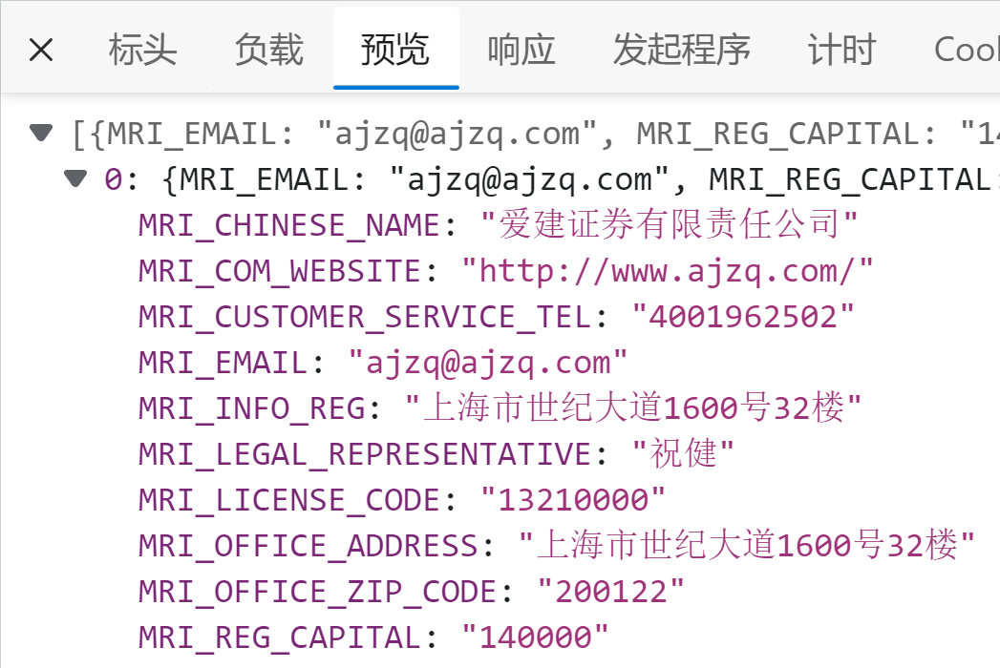 标头 负载 预览 响应 发起程序 计时 Cook
[{MRI_EMAIL: "ajzq@ajzq.com", MRI_REG_CAPITAL: "14
0: {MRI_EMAIL: "ajzq@ajzq.com", MRI_REG_CAPITAL:
MRI_CHINESE_NAME: "爱建证券有限责任公司"
MRI_COM_WEBSITE: "http://www.ajzq.com/"
MRI_CUSTOMER_SERVICE_TEL: "4001962502"
MRI_EMAIL: "ajzq@ajzq.com"
MRI_INFO_REG: "上海市世纪大道1600号32楼"
MRI_LEGAL_REPRESENTATIVE: "祝健"
MRI_LICENSE_CODE: "13210000"
MRI_OFFICE_ADDRESS: "上海市世纪大道1600号32楼"
MRI_OFFICE_ZIP_CODE: "200122"
MRI_REG_CAPITAL: "140000"